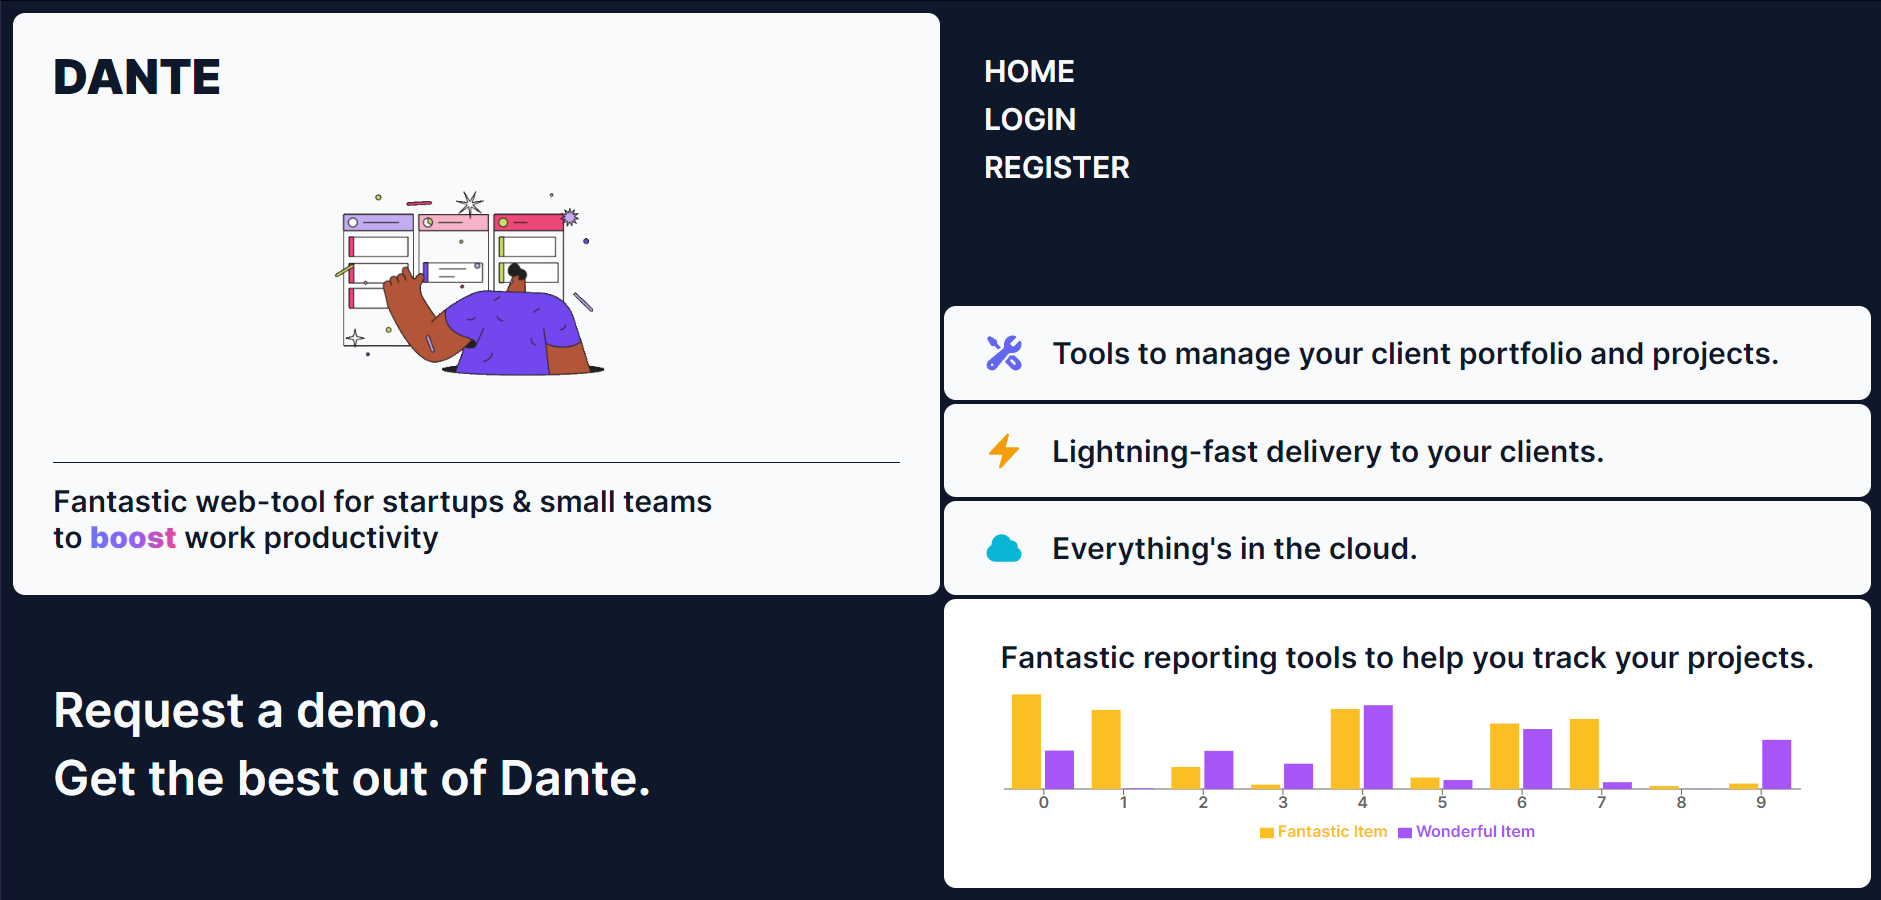 DANTE
Fantastic web-tool for startups & small teams
to boost work productivity
Request a demo.
Get the best out of Dante.
HOME
LOGIN
REGISTER
Tools to manage your client portfolio and projects.
Lightning-fast delivery to your clients.
Everything's in the cloud.
Fantastic reporting tools to help you track your projects.
0 1 2 3 4 5 6 7 8 9
Fantastic Item Wonderful Item